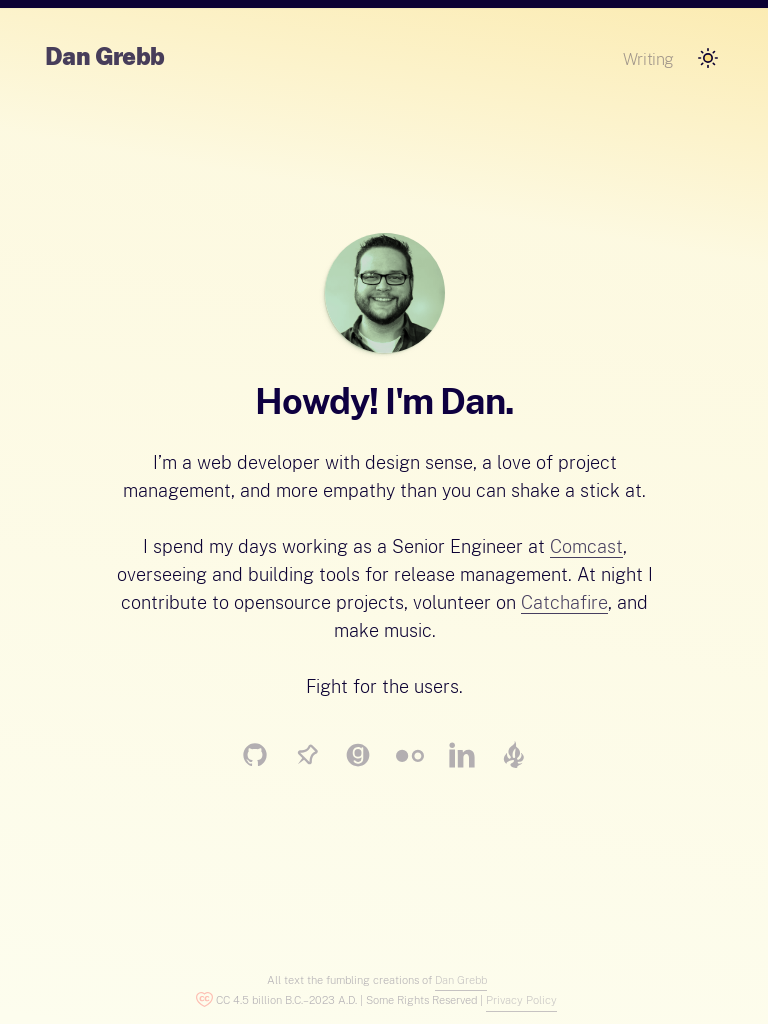 Dan Grebb
Writing
Howdy! I'm Dan.
I’m a web developer with design sense, a love of project
management, and more empathy than you can shake a stick at.
I spend my days working as a Senior Engineer at Comcast,
overseeing and building tools for release management. At night I
contribute to opensource projects, volunteer on Catchafire, and
make music.
Fight for the users.
All text the fumbling creations of Dan Grebb
CC 4.5 billion B.C.–2023 A.D. | Some Rights Reserved | Privacy Policy